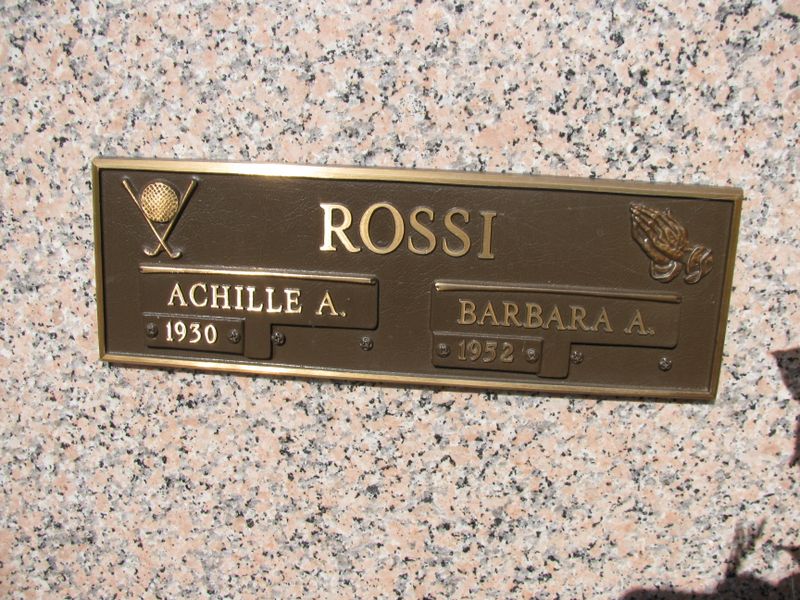 ROSSI
ACHILLE A.
1930
BARBARA A.
1952